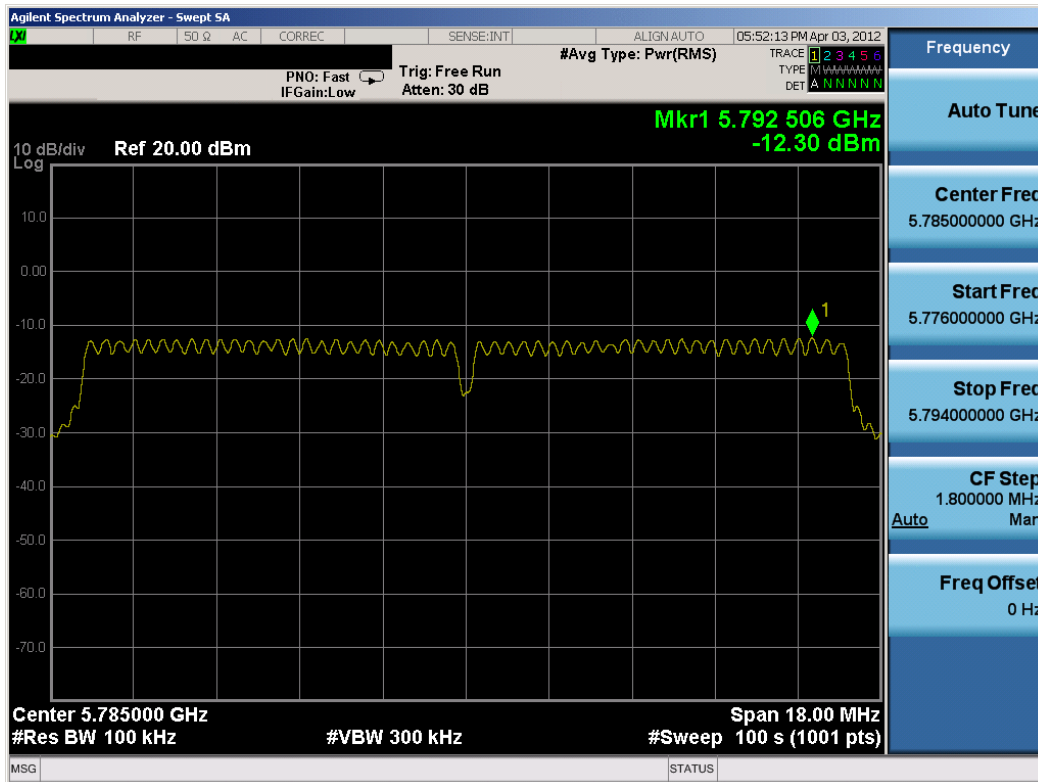 Agilent Spectrum Analyzer - Swept SA
LXI RF 50 Ω AC CORREC SENSE:INT ALIGN AUTO 05:52:13 PM Apr 03, 2012
#Avg Type: Pwr(RMS) TRACE 1 2 3 4 5 6
PNO: Fast Trig: Free Run TYPE M
IFGain:Low Atten: 30 dB DET A N N N N N
Mkr1 5.792 506 GHz
-12.30 dBm
10 dB/div Ref 20.00 dBm
Log
10.0
0.00
-10.0
1
-20.0
-30.0
-40.0
-50.0
-60.0
-70.0
Center 5.785000 GHz Span 18.00 MHz
#Res BW 100 kHz #VBW 300 kHz #Sweep 100 s (1001 pts)
MSG STATUS
Frequency
Auto Tune
Center Freq
5.785000000 GHz
Start Freq
5.776000000 GHz
Stop Freq
5.794000000 GHz
CF Step
1.800000 MHz
Auto Man
Freq Offset
0 Hz